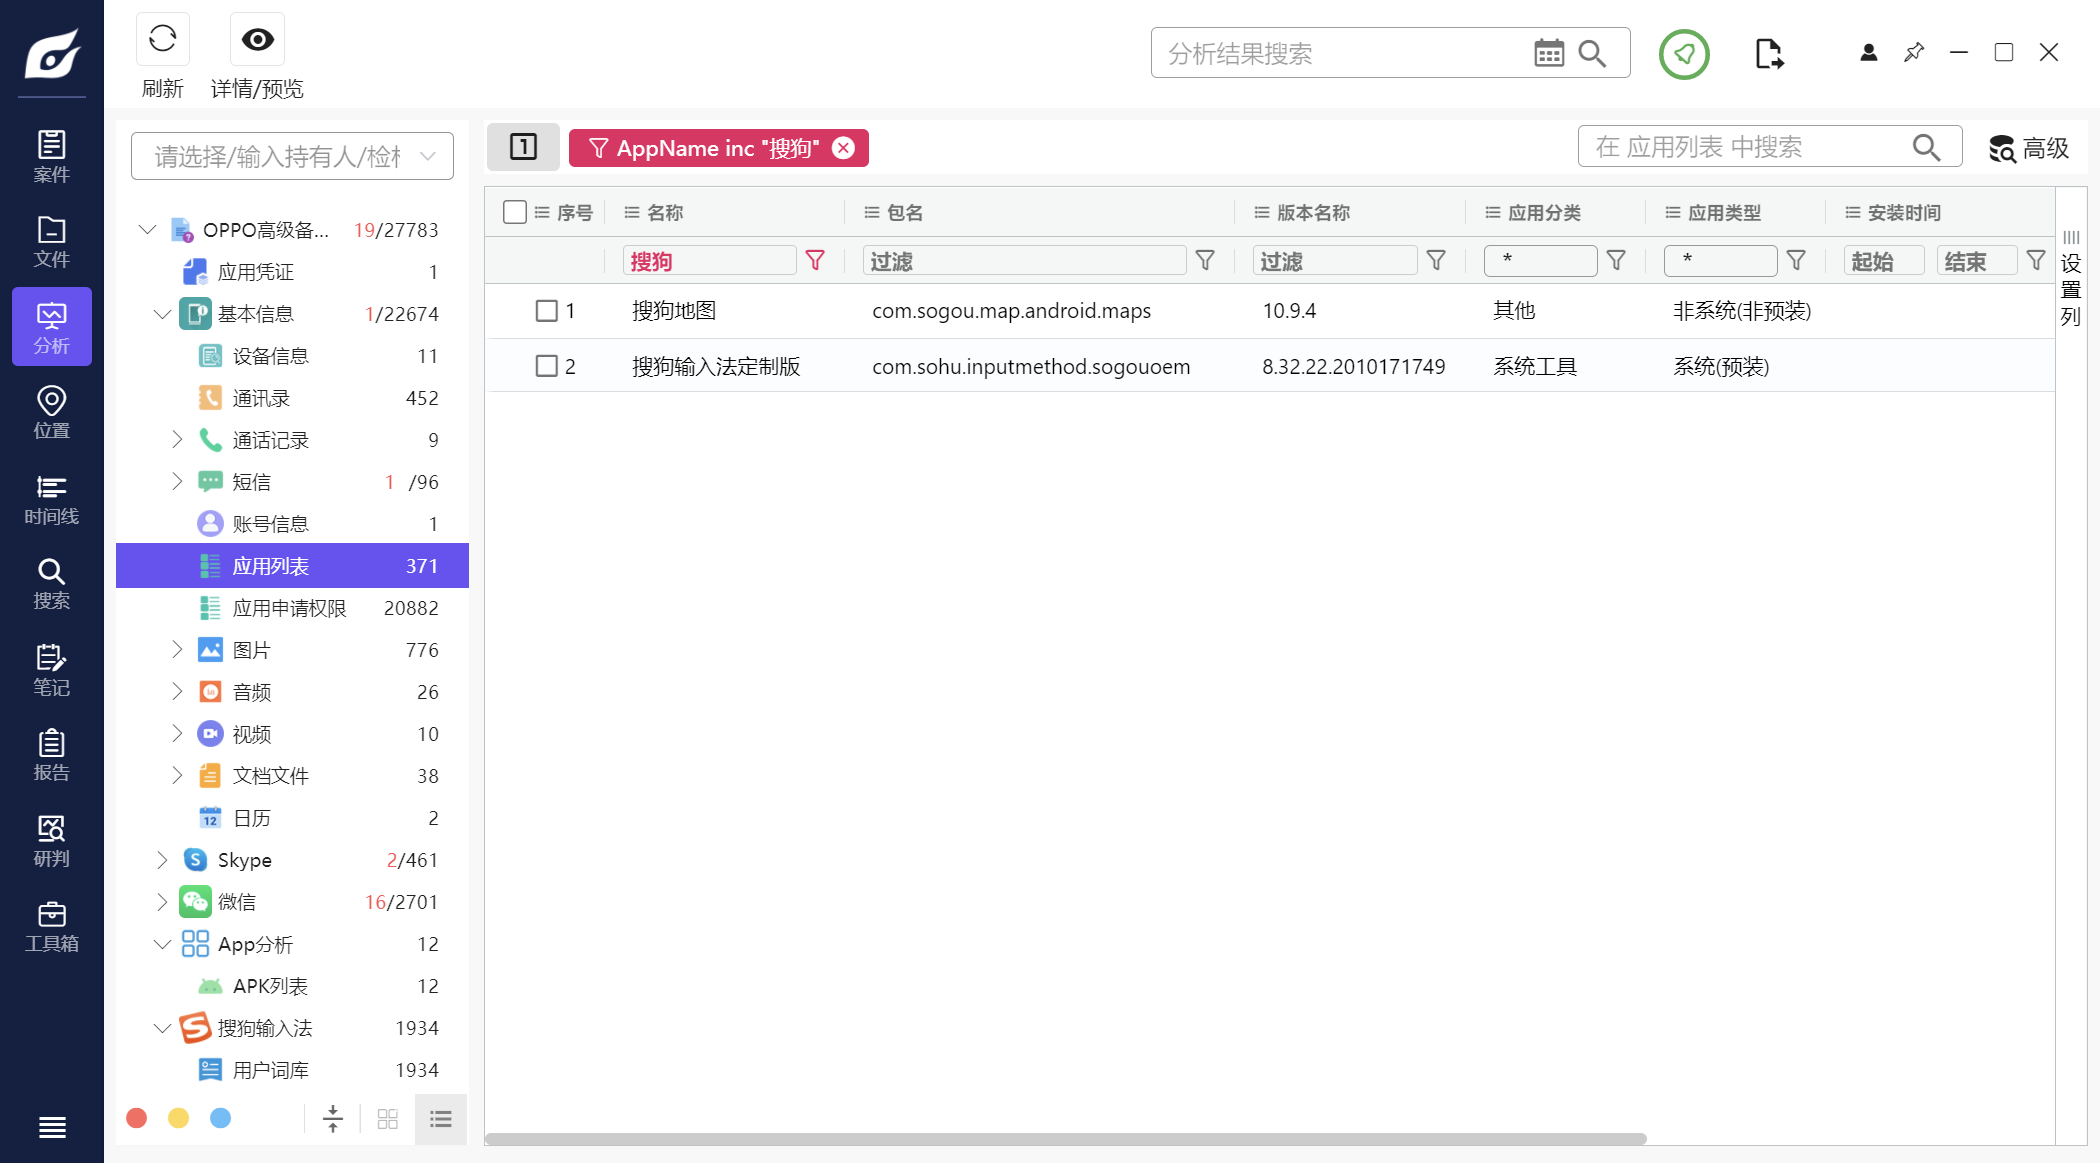 刷新
详情/预览
分析结果搜索
案件
文件
分析
位置
时间线
搜索
笔记
报告
研判
工具箱
请选择/输入持有人/检
OPPO高级备... 19/27783
应用凭证 1
基本信息 1/22674
设备信息 11
通讯录 452
通话记录 9
短信 1 /96
账号信息 1
应用列表 371
应用申请权限 20882
图片 776
音频 26
视频 10
文档文件 38
日历 2
Skype 2/461
微信 16/2701
App分析 12
APK列表 12
搜狗输入法 1934
用户词库 1934
1 AppName inc "搜狗"
在 应用列表 中搜索
高级
序号 名称 包名 版本名称 应用分类 应用类型 安装时间
搜狗 过滤 过滤 * * 起始 结束
1 搜狗地图 com.sogou.map.android.maps 10.9.4 其他 非系统(非预装)
2 搜狗输入法定制版 com.sohu.inputmethod.sogouoem 8.32.22.2010171749 系统工具 系统(预装)
设置列